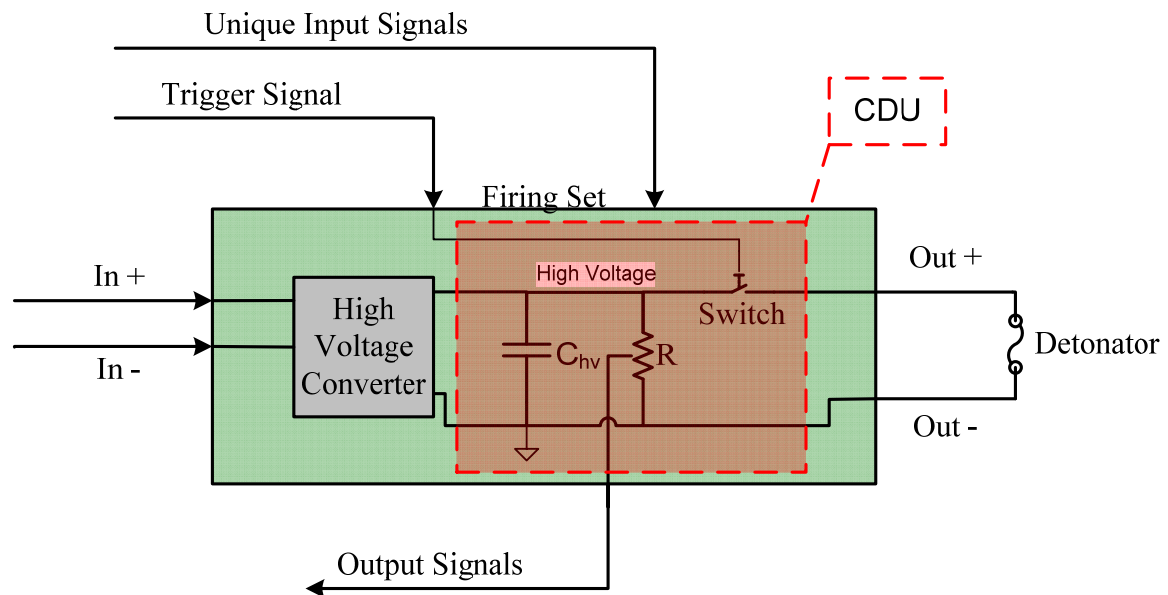 Unique Input Signals
Trigger Signal
CDU
Firing Set
In +
In -
High
Voltage
Converter
High Voltage
Chv
R
Switch
Out +
Out -
Detonator
Output Signals